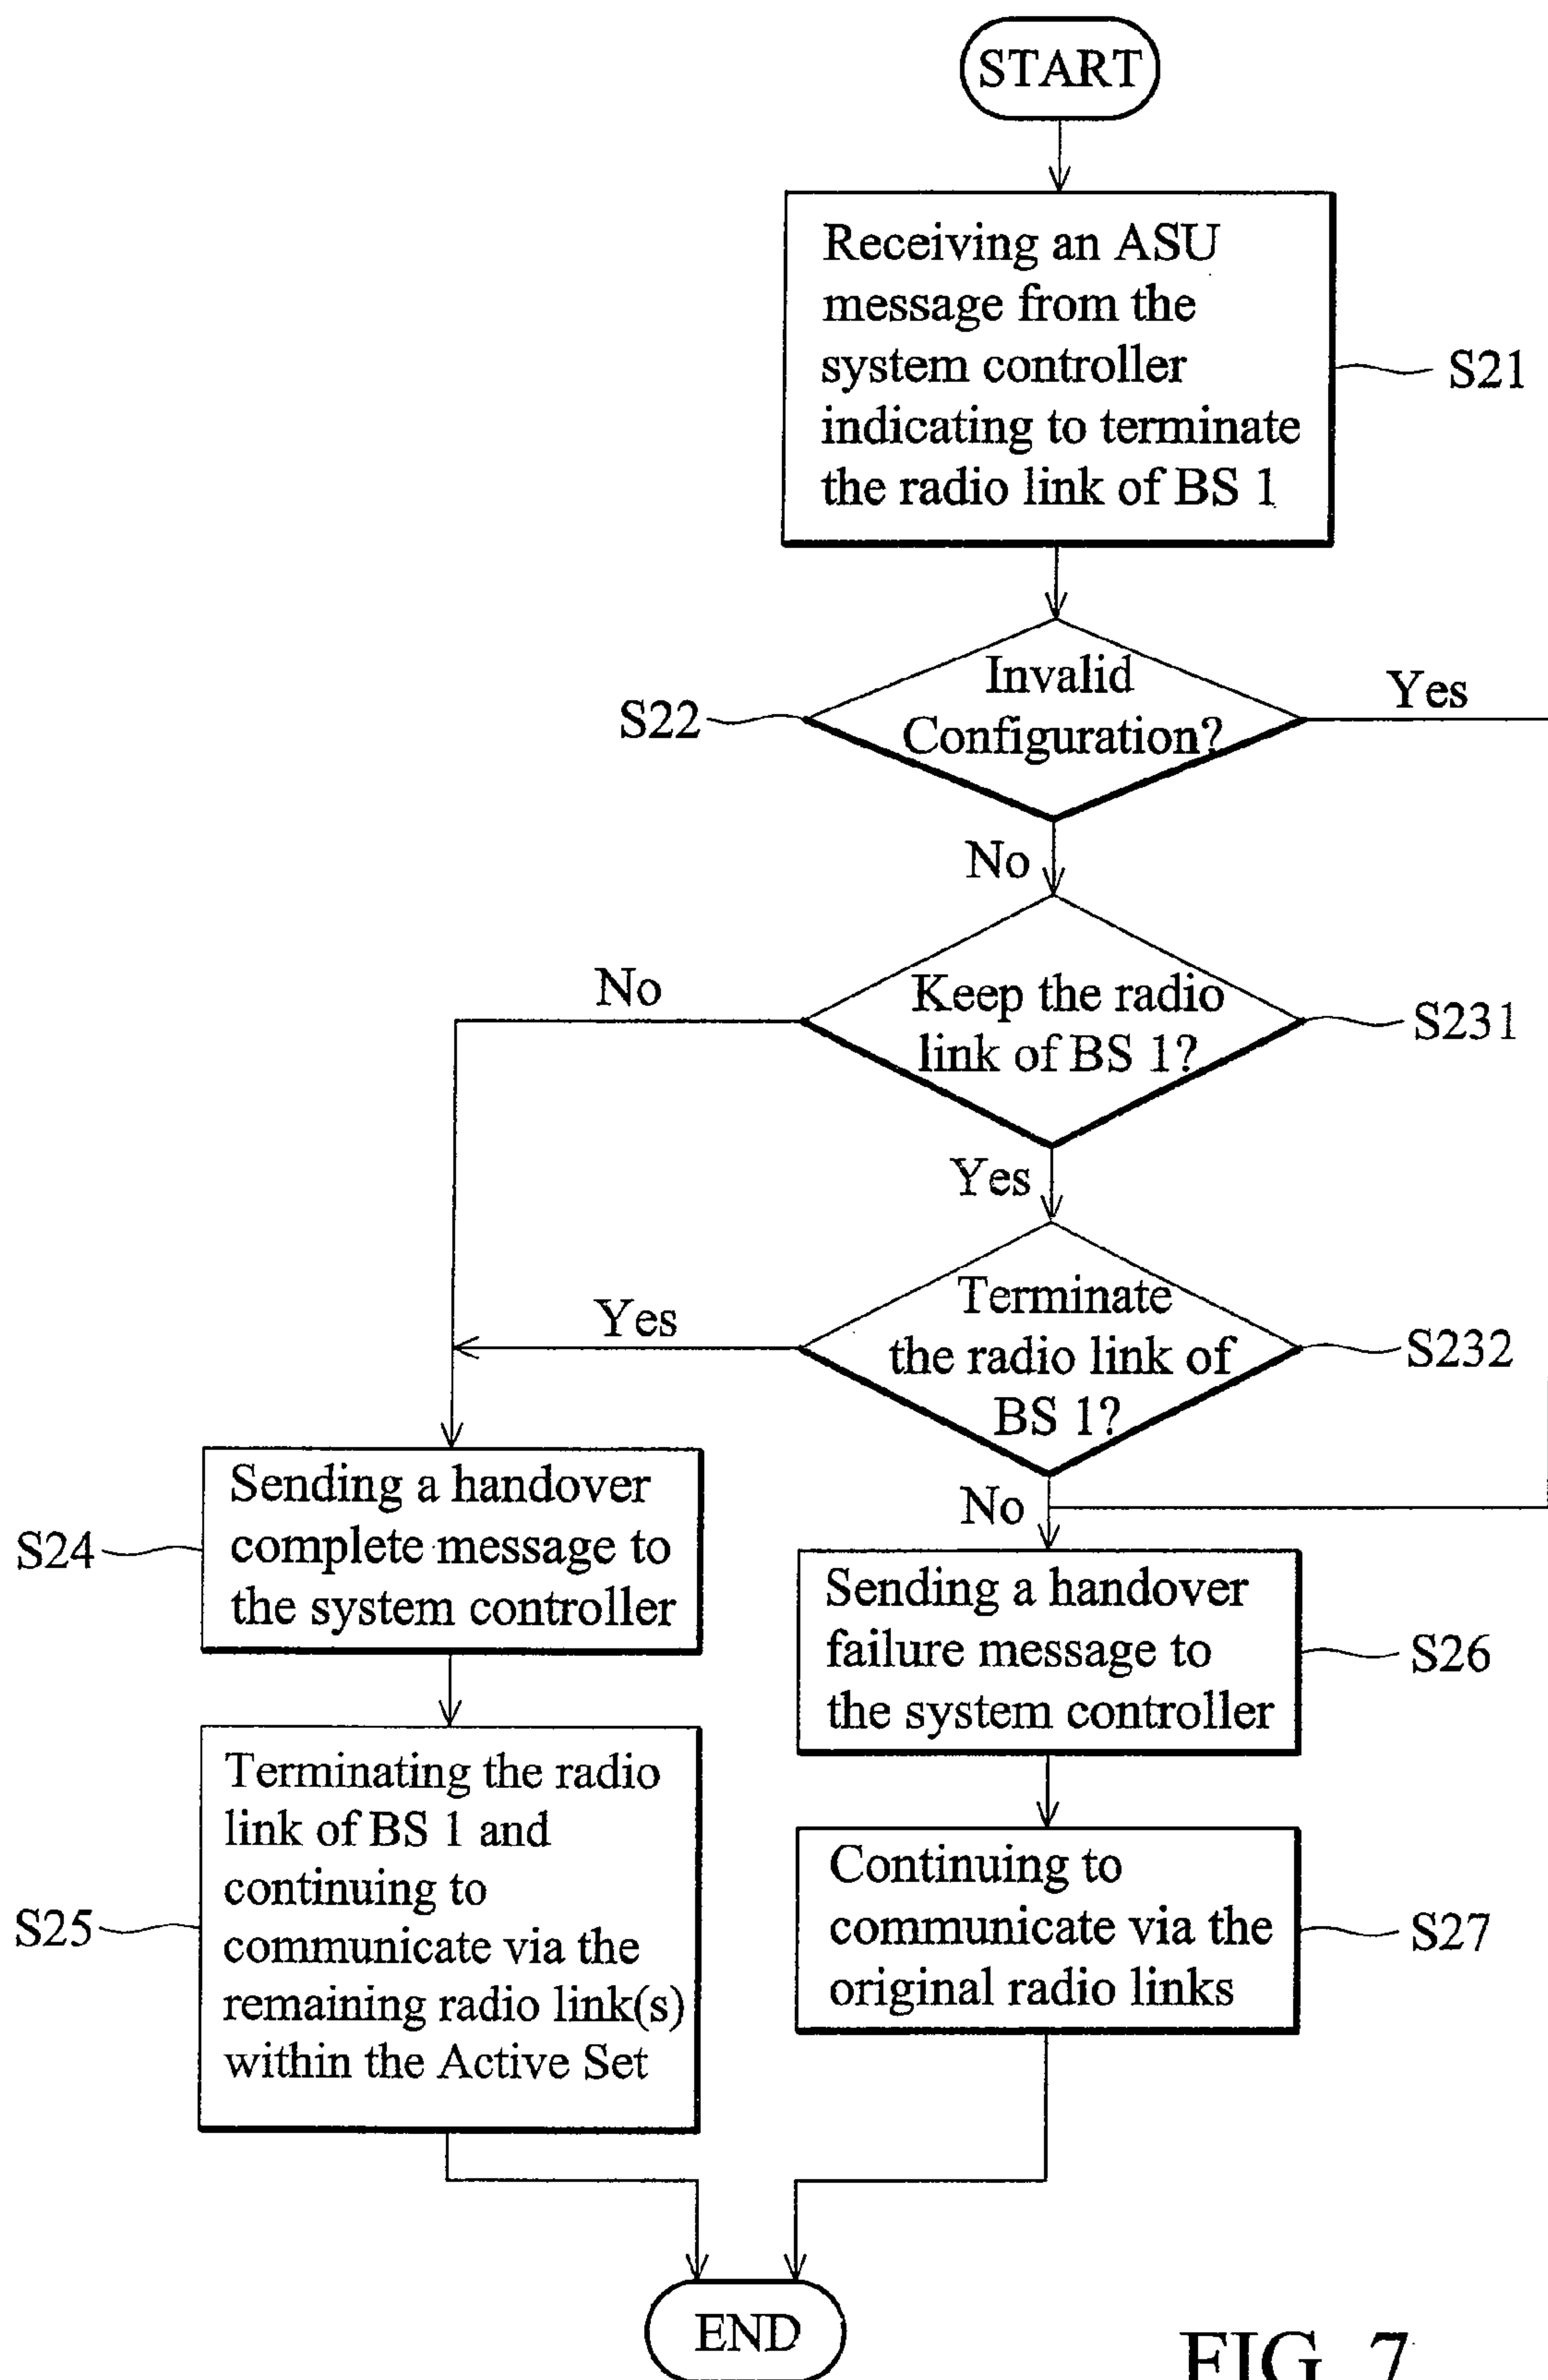 START
Receiving an ASU
message from the
system controller
indicating to terminate
the radio link of BS 1
S21
Invalid
Configuration?
S22
Yes
No
Keep the radio
link of BS 1?
S231
No
Yes
Terminate
the radio link of
BS 1?
S232
Yes
No
Sending a handover
complete message to
the system controller
S24
Sending a handover
failure message to
the system controller
S26
Terminating the radio
link of BS 1 and
continuing to
communicate via the
remaining radio link(s)
within the Active Set
S25
Continuing to
communicate via the
original radio links
S27
END
FIG. 7